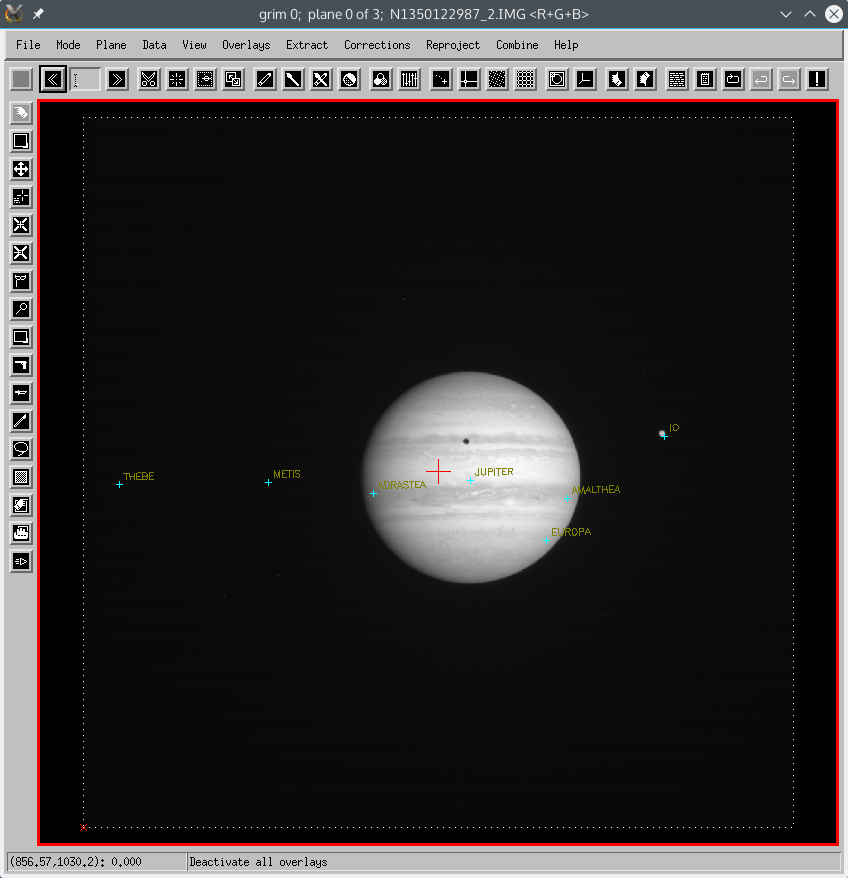 grim 0; plane 0 of 3; N1350122987_2.IMG <R+G+B>
File Mode Plane Data View Overlays Extract Corrections Reproject Combine Help
IO
THEBE
METIS
JUPITER
ADRASTEA
AMALTHEA
EUROPA
(856.57,1030.2): 0.000
Deactivate all overlays